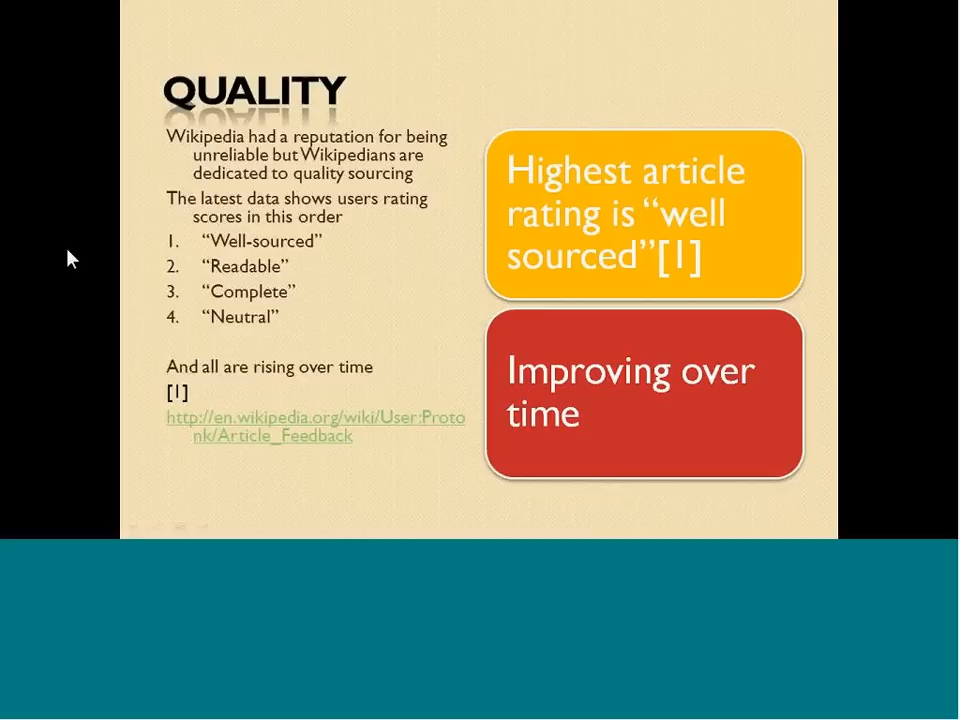 QUALITY
Wikipedia had a reputation for being
unreliable but Wikipedians are
dedicated to quality sourcing
The latest data shows users rating
scores in this order
1. “Well-sourced”
2. “Readable”
3. “Complete”
4. “Neutral”
And all are rising over time
[1]
http://en.wikipedia.org/wiki/User:Proto
nk/Article_Feedback
Highest article
rating is “well
sourced”[1]
Improving over
time